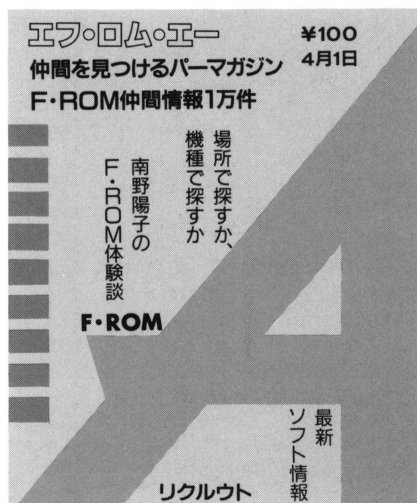 エフ・ロム・エー
¥100
4月1日
仲間を見つけるパーマガジン
F・ROM仲間情報1万件
場所で探すか、
機種で探すか
南野陽子の
F・ROM体験談
F・ROM
最新
ソフト情報
リクルウト